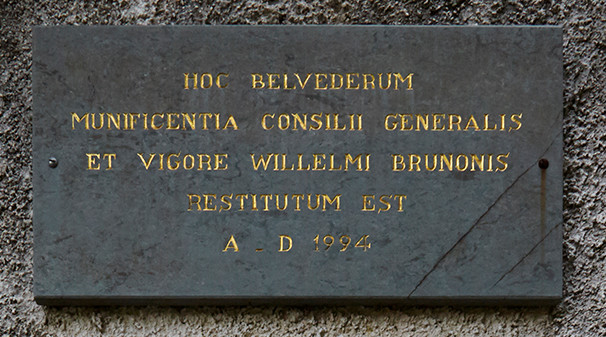 HOC BELVEDERUM
MUNIFICENTIA CONSILII GENERALIS
ET VIGORE WILLELMI BRUNONIS
RESTITUTUM EST
A . D 1994